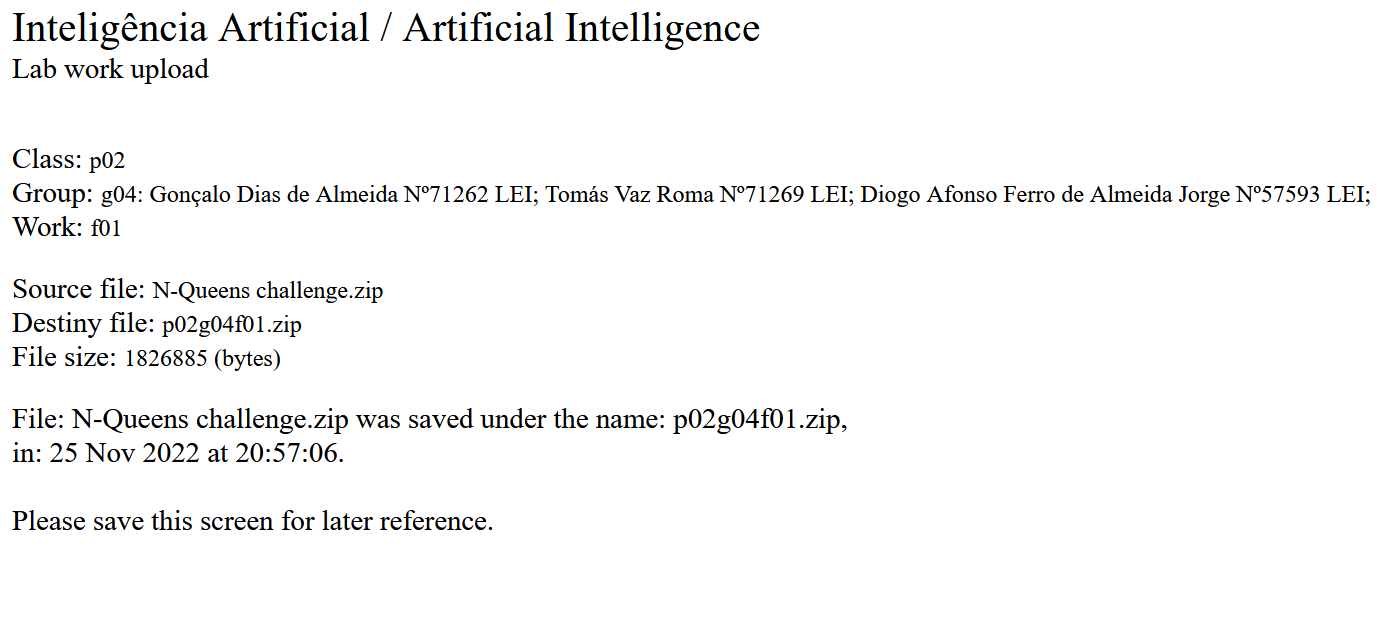 Inteligência Artificial / Artificial Intelligence
Lab work upload
Class: p02
Group: g04: Gonçalo Dias de Almeida Nº71262 LEI; Tomás Vaz Roma Nº71269 LEI; Diogo Afonso Ferro de Almeida Jorge Nº57593 LEI;
Work: f01
Source file: N-Queens challenge.zip
Destiny file: p02g04f01.zip
File size: 1826885 (bytes)
File: N-Queens challenge.zip was saved under the name: p02g04f01.zip,
in: 25 Nov 2022 at 20:57:06.
Please save this screen for later reference.